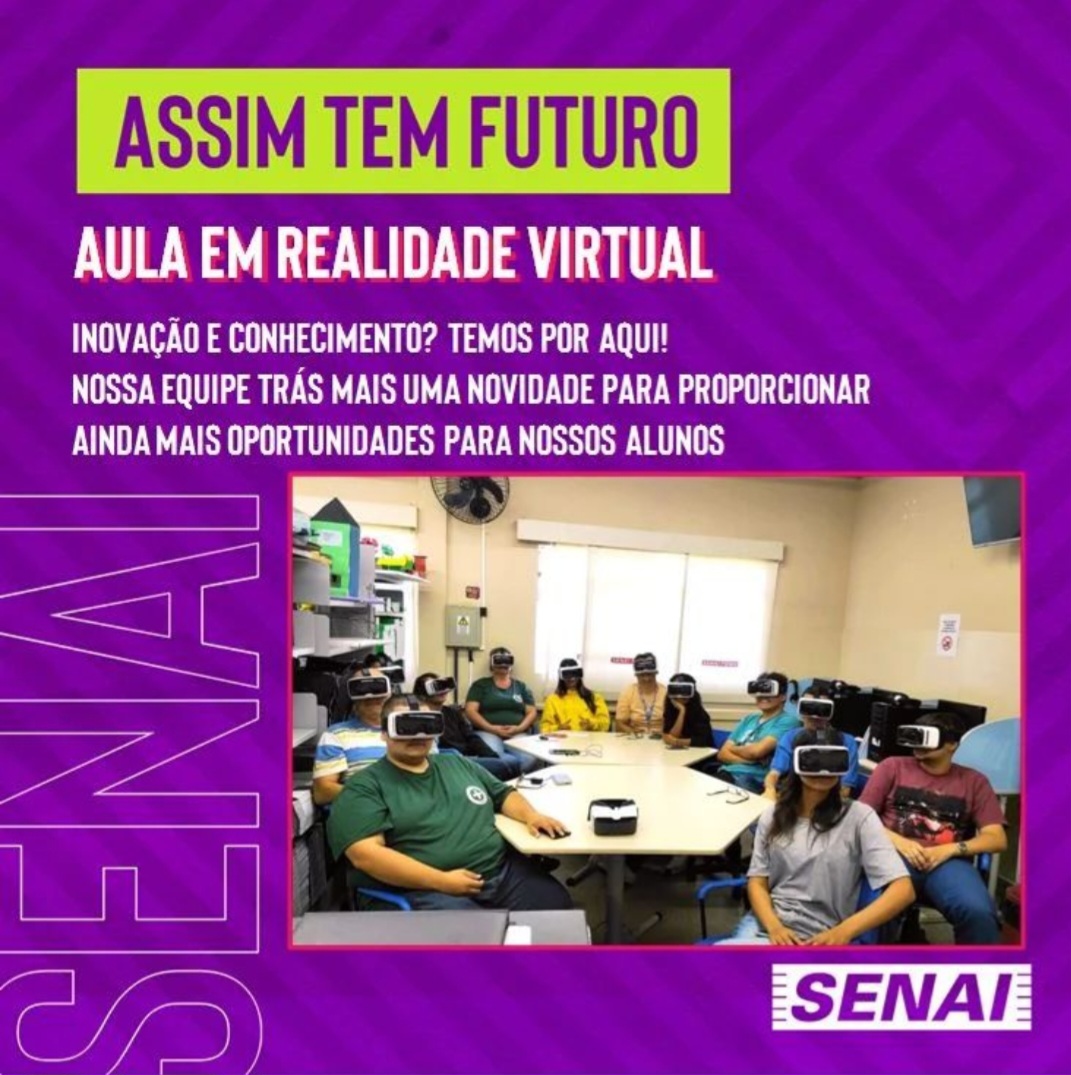 ASSIM TEM FUTURO
AULA EM REALIDADE VIRTUAL
INOVAÇÃO E CONHECIMENTO? TEMOS POR AQUI!
NOSSA EQUIPE TRÁS MAIS UMA NOVIDADE PARA PROPORCIONAR
AINDA MAIS OPORTUNIDADES PARA NOSSOS ALUNOS
SENAI
SENAI